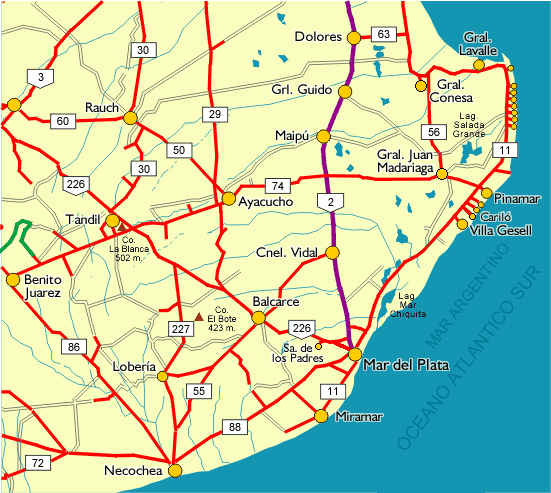 Dolores
63
Gral.
Lavalle
30
3
Grl. Guido
Gral.
Conesa
Rauch
29
60
Maipú
56
Lag.
Salada
Grande
50
Gral. Juan
Madariaga
11
30
226
74
Pinamar
Ayacucho
2
Tandil
Cariló
Villa Gesell
Co.
La Blanca
502 m.
Cnel. Vidal
Benito
Juarez
MAR ARGENTINO
OCEANO ATLANTICO SUR
Lag.
Mar
Chiquita
Balcarce
Co.
El Bote
423 m.
227
226
86
Sa. de
los Padres
Mar del Plata
Lobería
55
11
Miramar
88
72
Necochea